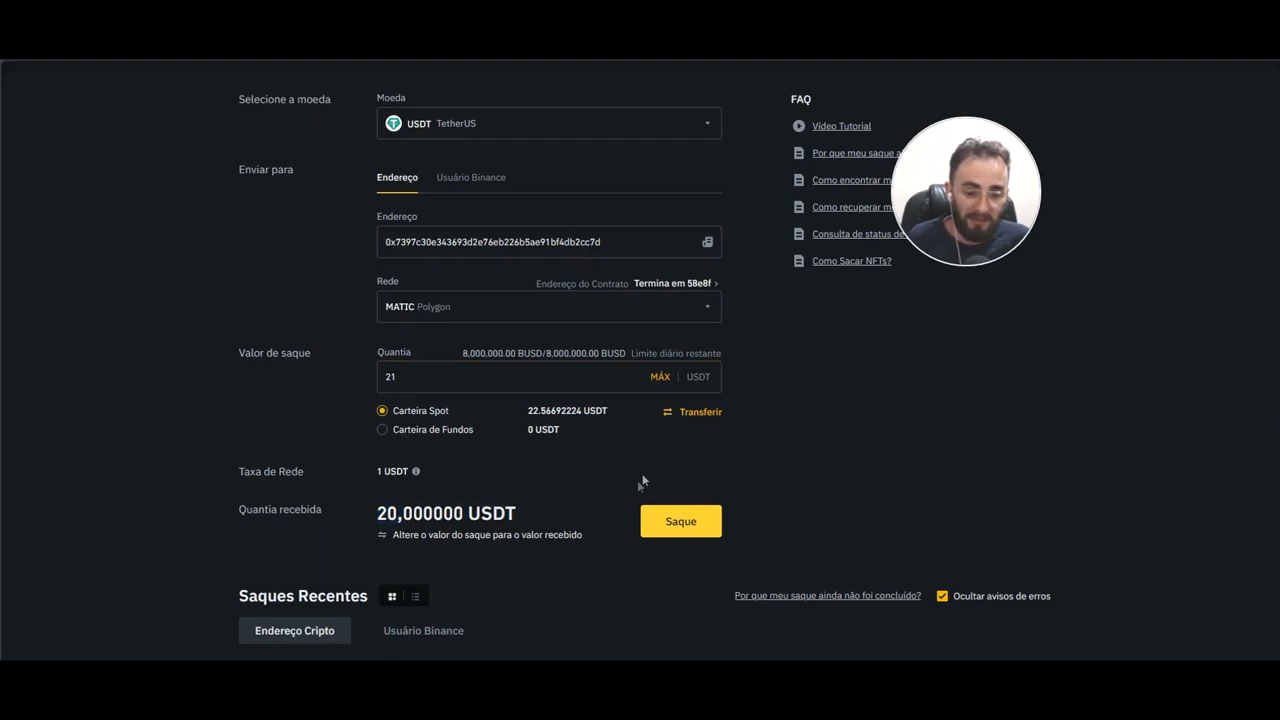 Selecione a moeda
Moeda
USDT TetherUS
Enviar para
Endereço Usuário Binance
Endereço
0x7397c30e343693d2e76eb226b5ae91bf4db2cc7d
Rede Endereço do Contrato Termina em 58e8f >
MATIC Polygon
Valor de saque
Quantia 8,000,000.00 BUSD/8,000,000.00 BUSD Limite diário restante
21 MÁX | USDT
Carteira Spot 22.56692224 USDT Transferir
Carteira de Fundos 0 USDT
Taxa de Rede 1 USDT
Quantia recebida 20,000000 USDT
Altere o valor do saque para o valor recebido
Saque
FAQ
Vídeo Tutorial
Por que meu saque
Como encontrar
Como recuperar
Consulta de status de
Como Sacar NFTs?
Saques Recentes
Por que meu saque ainda não foi concluído? Ocultar avisos de erros
Endereço Cripto Usuário Binance